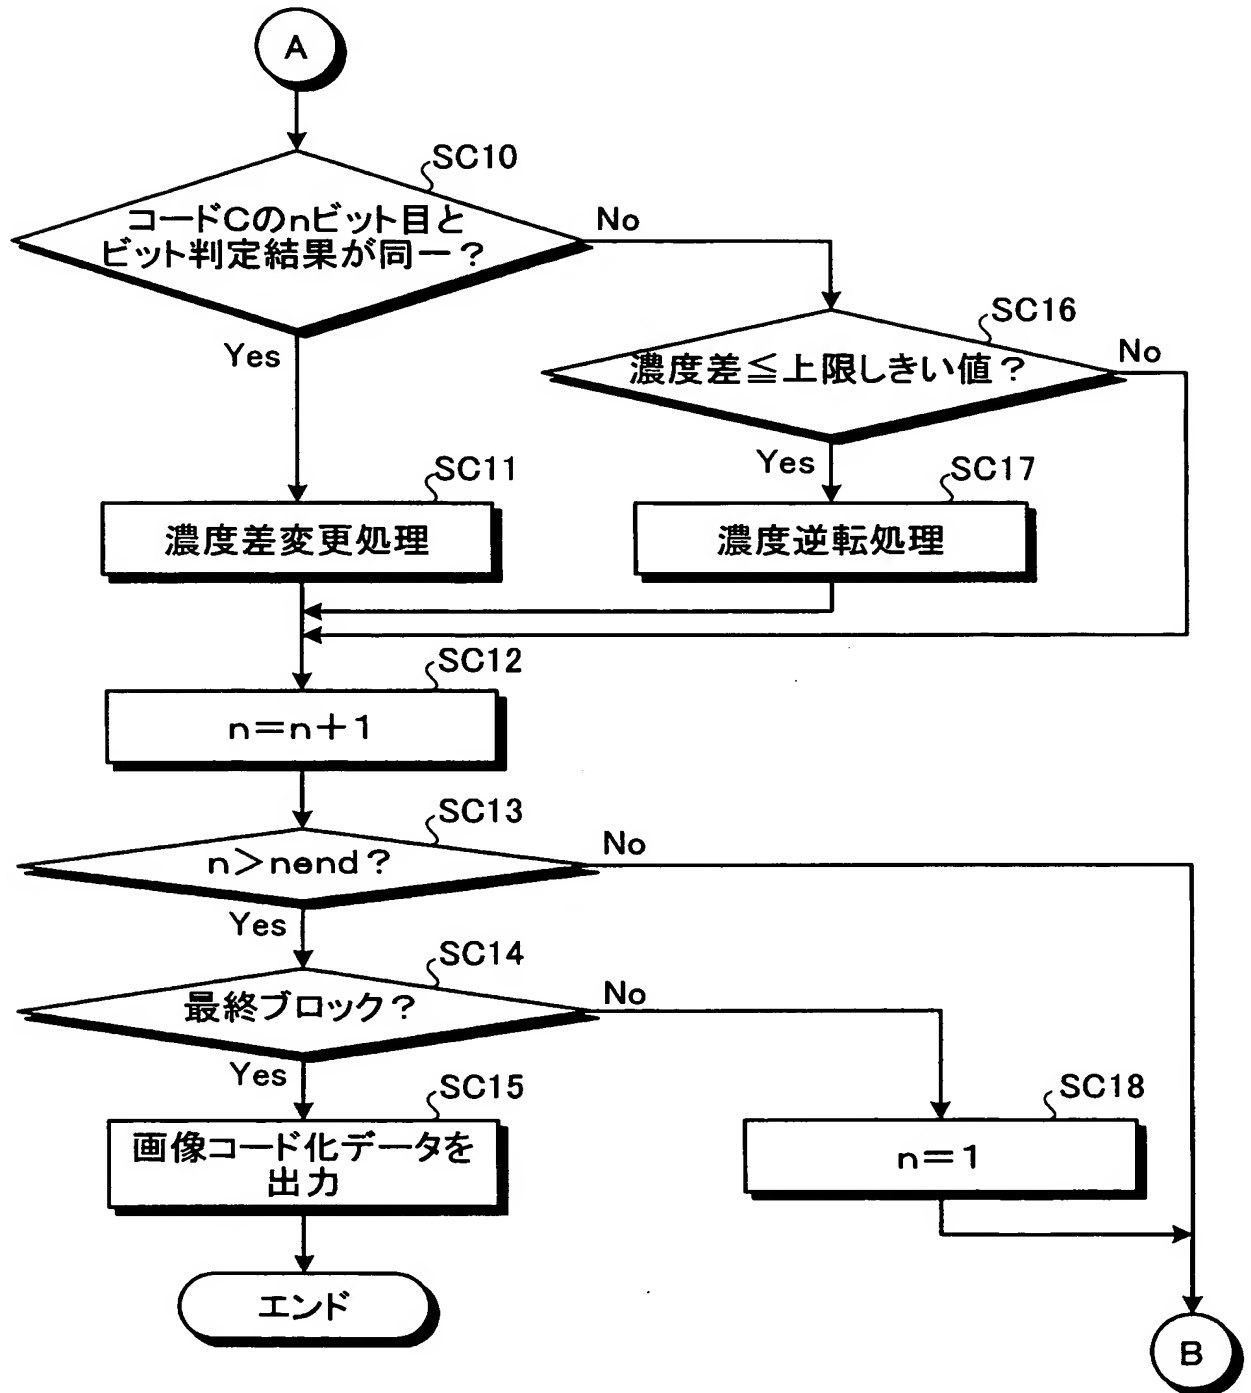 A
SC10
コードCのnビット目と
ビット判定結果が同一?
No
Yes
SC16
濃度差≦上限しきい値?
No
Yes
SC11
濃度差変更処理
SC17
濃度逆転処理
SC12
n=n+1
SC13
n>nend?
No
Yes
SC14
最終ブロック?
No
Yes
SC15
画像コード化データを
出力
SC18
n=1
エンド
B